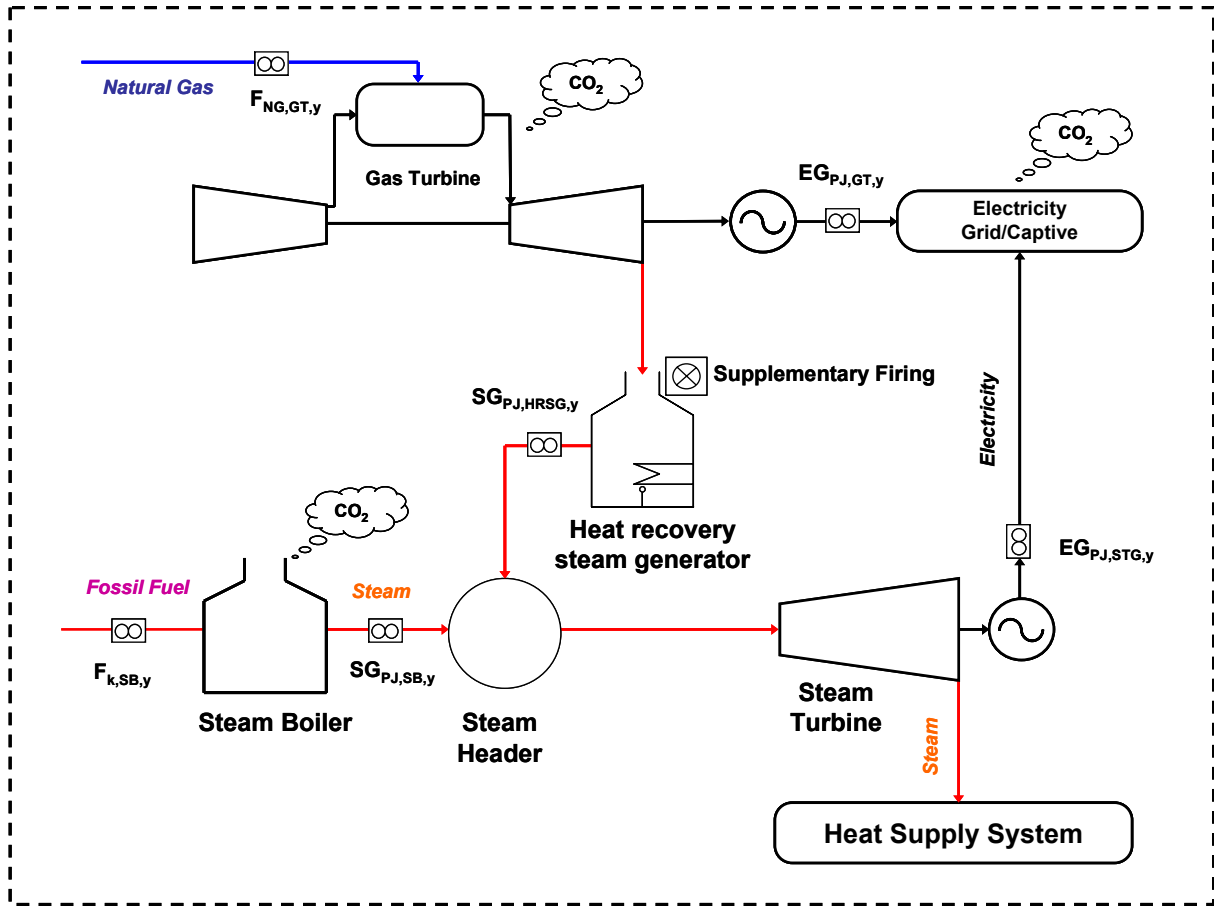 CO₂
Natural Gas
F_NG,GT,y
Gas Turbine
CO₂
EG_PJ,GT,y
Electricity
Grid/Captive
Supplementary Firing
SG_PJ,HRSG,y
Electricity
Heat recovery
steam generator
CO₂
EG_PJ,STG,y
Fossil Fuel
Steam
F_k,SB,y
SG_PJ,SB,y
Steam Boiler
Steam
Header
Steam
Turbine
Steam
Heat Supply System